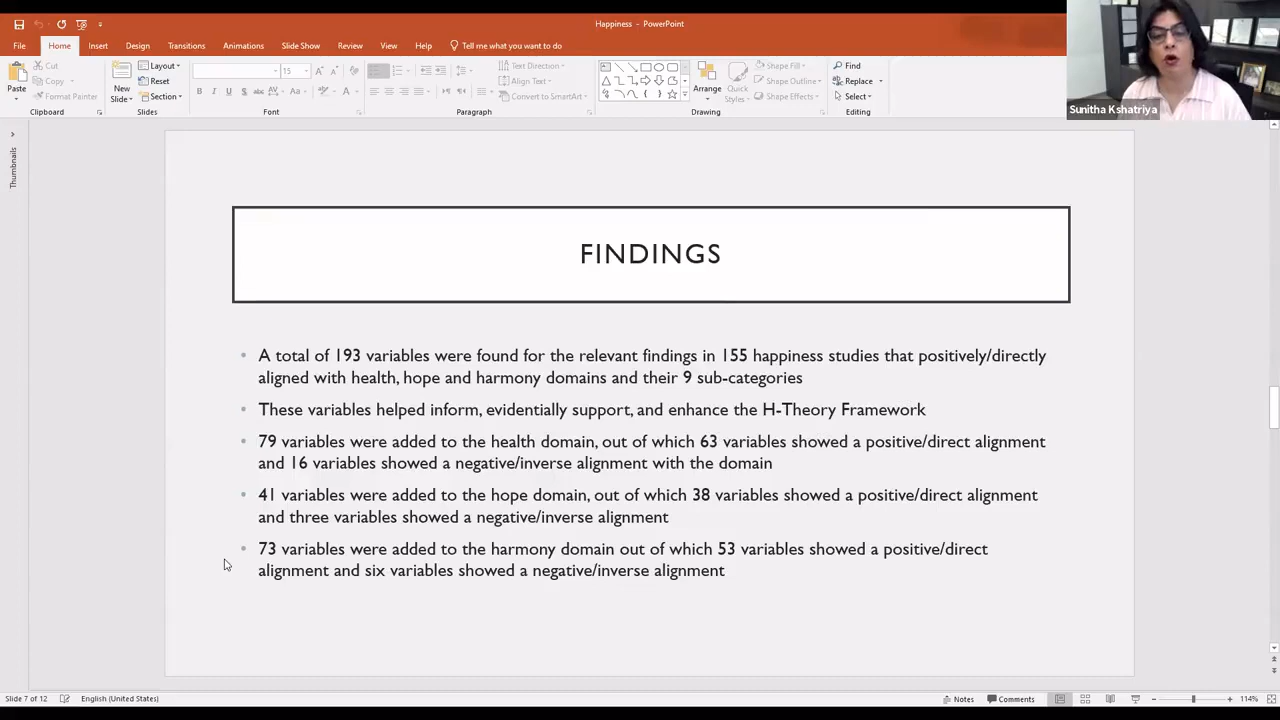 Happiness - PowerPoint
File Home Insert Design Transitions Animations Slide Show Review View Help Tell me what you want to do
Paste
Cut
Copy
Format Painter
Clipboard
New Slide
Layout
Reset
Section
Slides
15
Font
Paragraph
Text Direction
Align Text
Convert to SmartArt
Arrange
Quick Styles
Shape Fill
Shape Outline
Shape Effects
Drawing
Find
Replace
Select
Editing
Sunitha Kshatriya
Thumbnails
FINDINGS
• A total of 193 variables were found for the relevant findings in 155 happiness studies that positively/directly
aligned with health, hope and harmony domains and their 9 sub-categories
• These variables helped inform, evidentially support, and enhance the H-Theory Framework
• 79 variables were added to the health domain, out of which 63 variables showed a positive/direct alignment
and 16 variables showed a negative/inverse alignment with the domain
• 41 variables were added to the hope domain, out of which 38 variables showed a positive/direct alignment
and three variables showed a negative/inverse alignment
• 73 variables were added to the harmony domain out of which 53 variables showed a positive/direct
alignment and six variables showed a negative/inverse alignment
Slide 7 of 12 English (United States) Notes Comments 114%